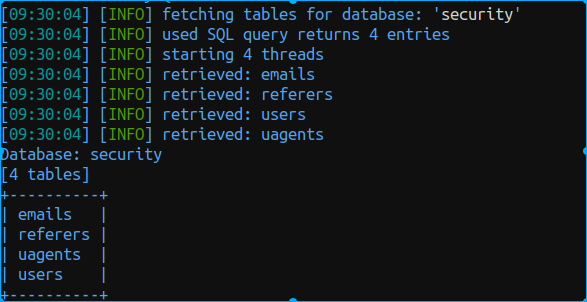 [09:30:04] [INFO] fetching tables for database: 'security'
[09:30:04] [INFO] used SQL query returns 4 entries
[09:30:04] [INFO] starting 4 threads
[09:30:04] [INFO] retrieved: emails
[09:30:04] [INFO] retrieved: referers
[09:30:04] [INFO] retrieved: users
[09:30:04] [INFO] retrieved: uagents
Database: security
[4 tables]
+----------+
| emails   |
| referers |
| uagents  |
| users    |
+----------+